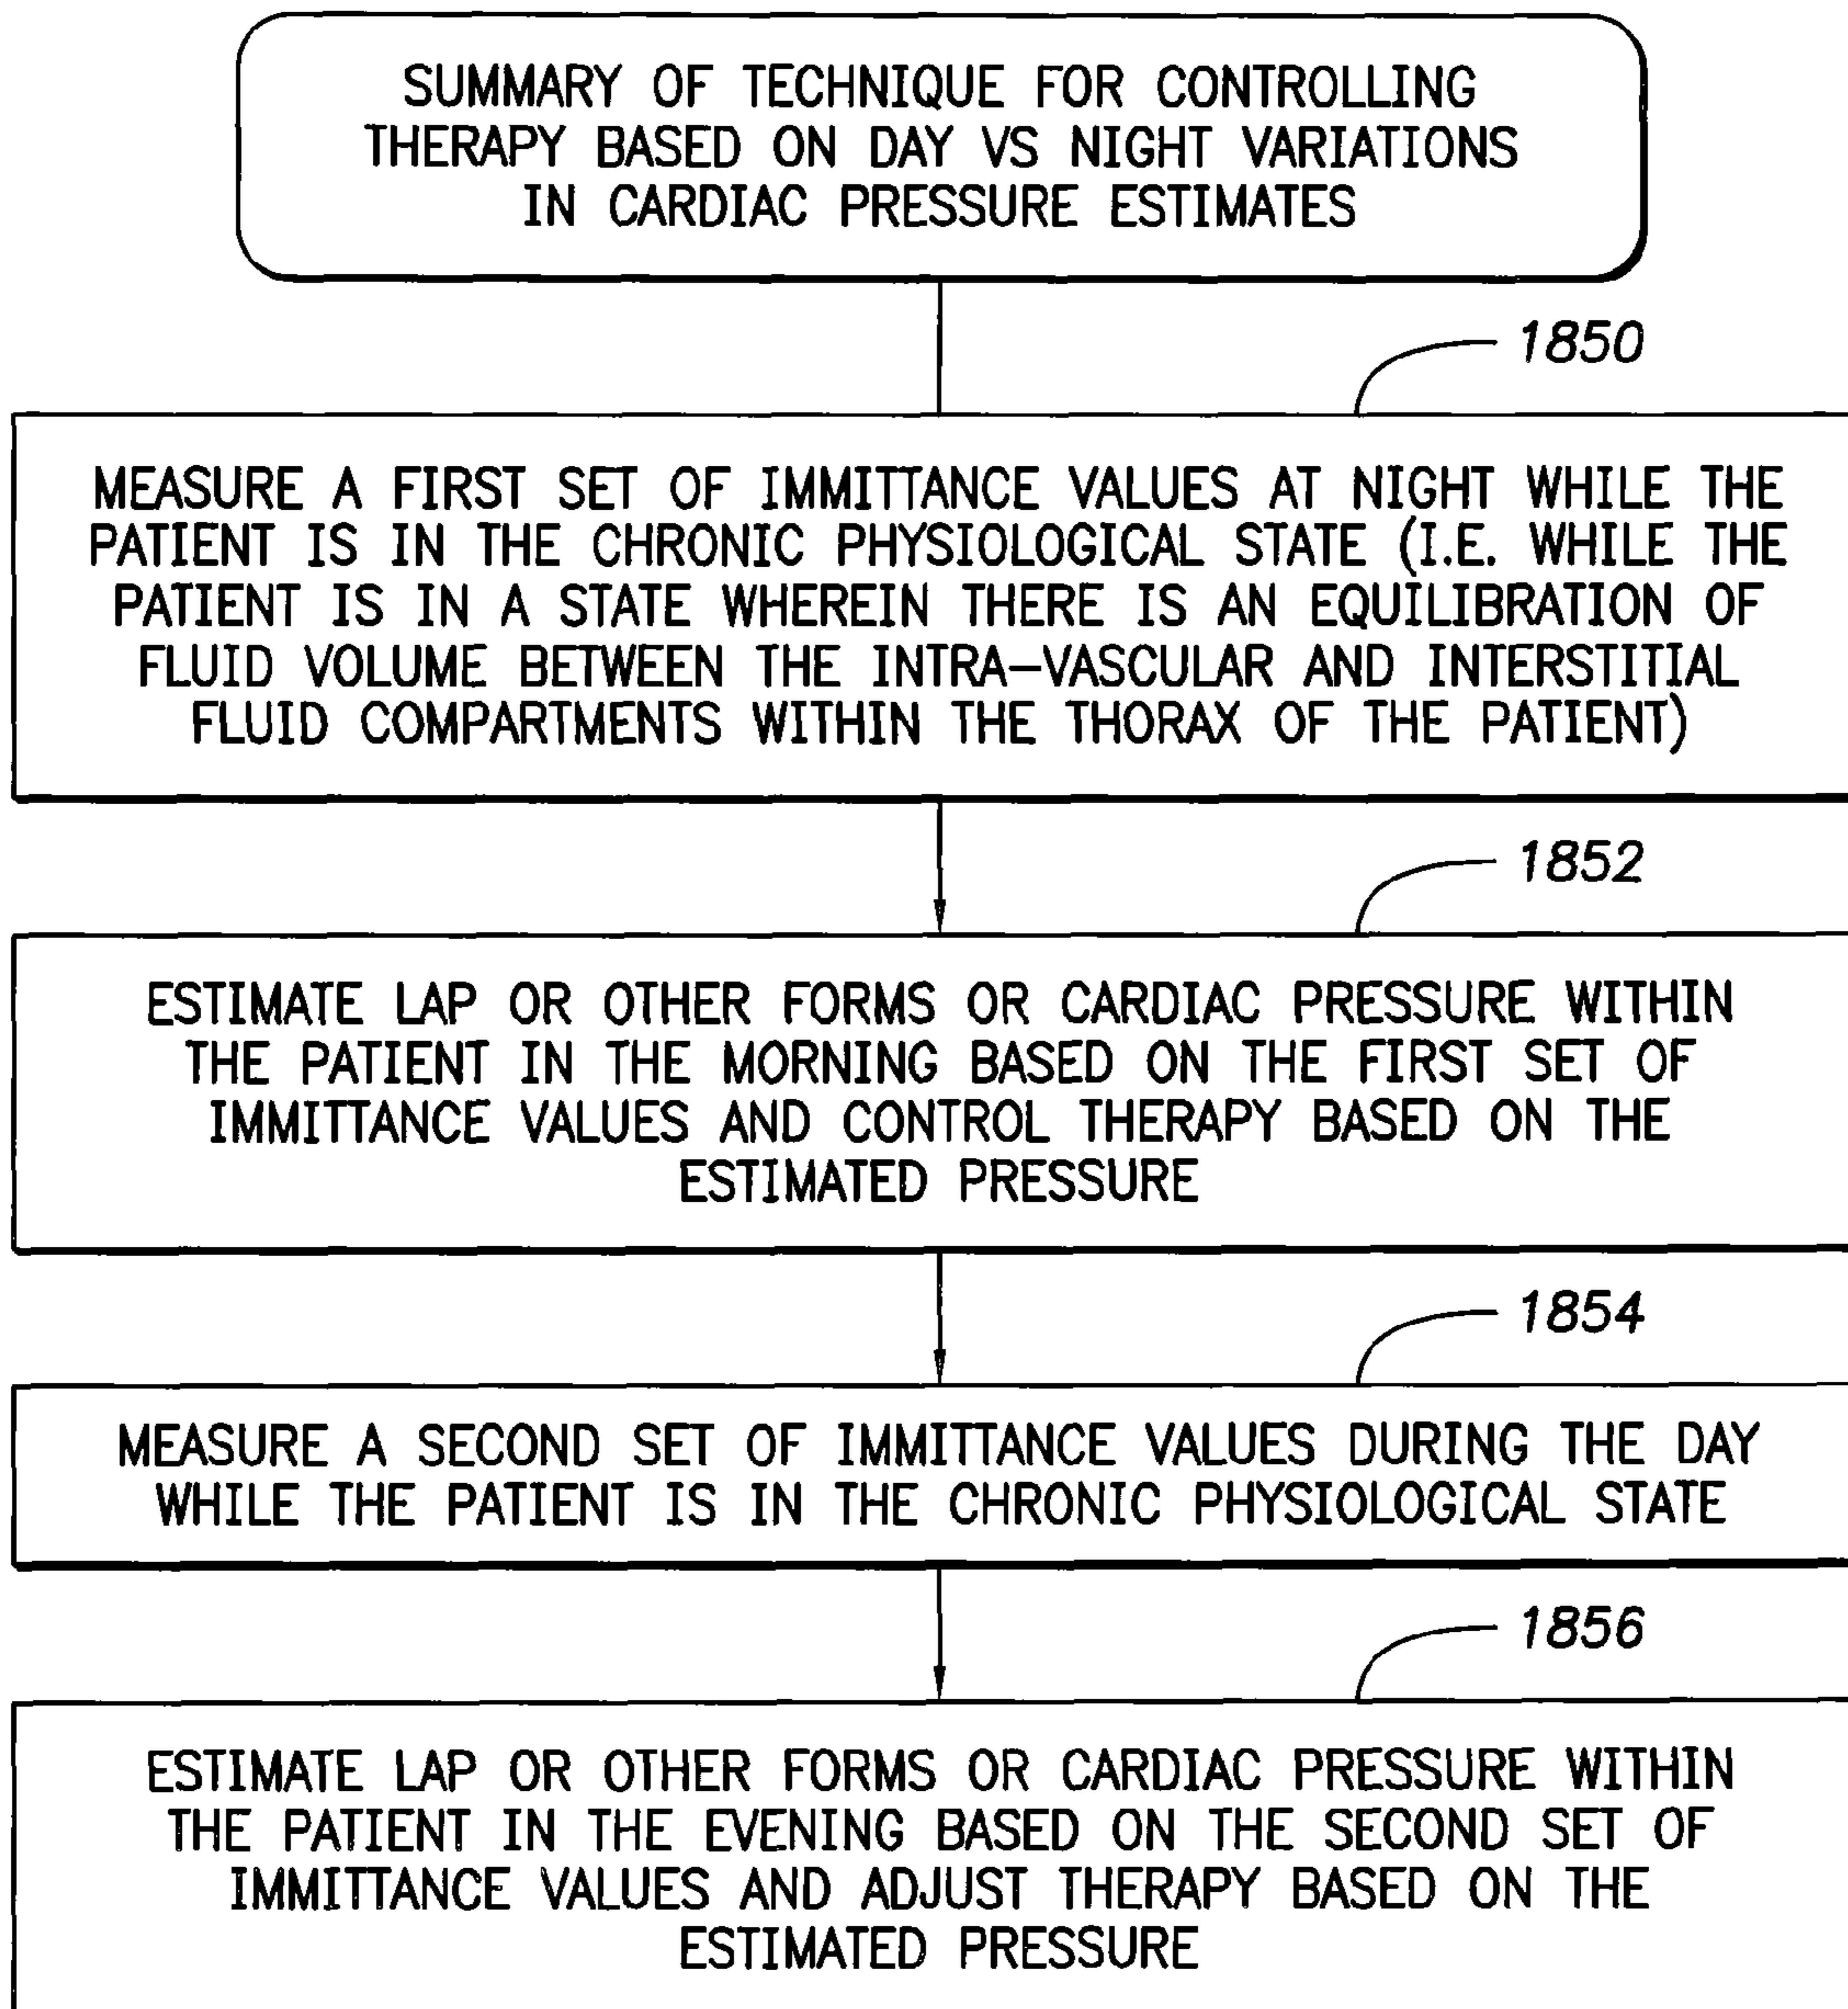 SUMMARY OF TECHNIQUE FOR CONTROLLING
THERAPY BASED ON DAY VS NIGHT VARIATIONS
IN CARDIAC PRESSURE ESTIMATES
1850
MEASURE A FIRST SET OF IMMITTANCE VALUES AT NIGHT WHILE THE
PATIENT IS IN THE CHRONIC PHYSIOLOGICAL STATE (I.E. WHILE THE
PATIENT IS IN A STATE WHEREIN THERE IS AN EQUILIBRATION OF
FLUID VOLUME BETWEEN THE INTRA-VASCULAR AND INTERSTITIAL
FLUID COMPARTMENTS WITHIN THE THORAX OF THE PATIENT)
1852
ESTIMATE LAP OR OTHER FORMS OR CARDIAC PRESSURE WITHIN
THE PATIENT IN THE MORNING BASED ON THE FIRST SET OF
IMMITTANCE VALUES AND CONTROL THERAPY BASED ON THE
ESTIMATED PRESSURE
1854
MEASURE A SECOND SET OF IMMITTANCE VALUES DURING THE DAY
WHILE THE PATIENT IS IN THE CHRONIC PHYSIOLOGICAL STATE
1856
ESTIMATE LAP OR OTHER FORMS OR CARDIAC PRESSURE WITHIN
THE PATIENT IN THE EVENING BASED ON THE SECOND SET OF
IMMITTANCE VALUES AND ADJUST THERAPY BASED ON THE
ESTIMATED PRESSURE